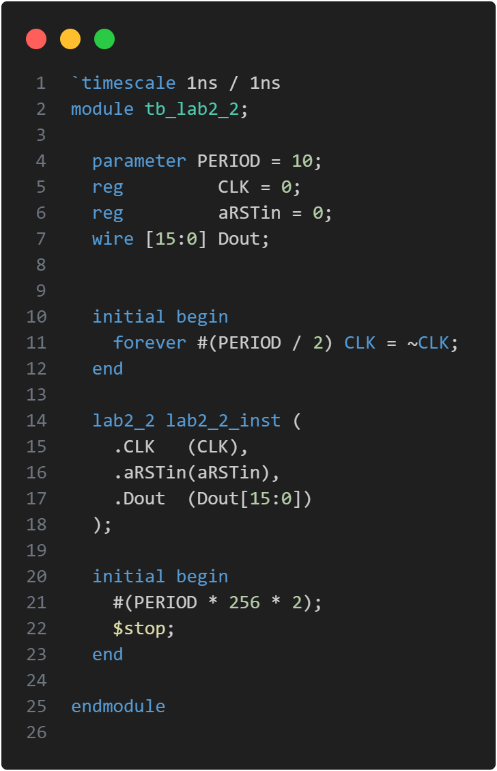 1 `timescale 1ns / 1ns
2 module tb_lab2_2;
3
4   parameter PERIOD = 10;
5   reg         CLK = 0;
6   reg         aRSTin = 0;
7   wire [15:0] Dout;
8
9
10   initial begin
11     forever #(PERIOD / 2) CLK = ~CLK;
12   end
13
14   lab2_2 lab2_2_inst (
15     .CLK   (CLK),
16     .aRSTin(aRSTin),
17     .Dout  (Dout[15:0])
18   );
19
20   initial begin
21     #(PERIOD * 256 * 2);
22     $stop;
23   end
24
25 endmodule
26